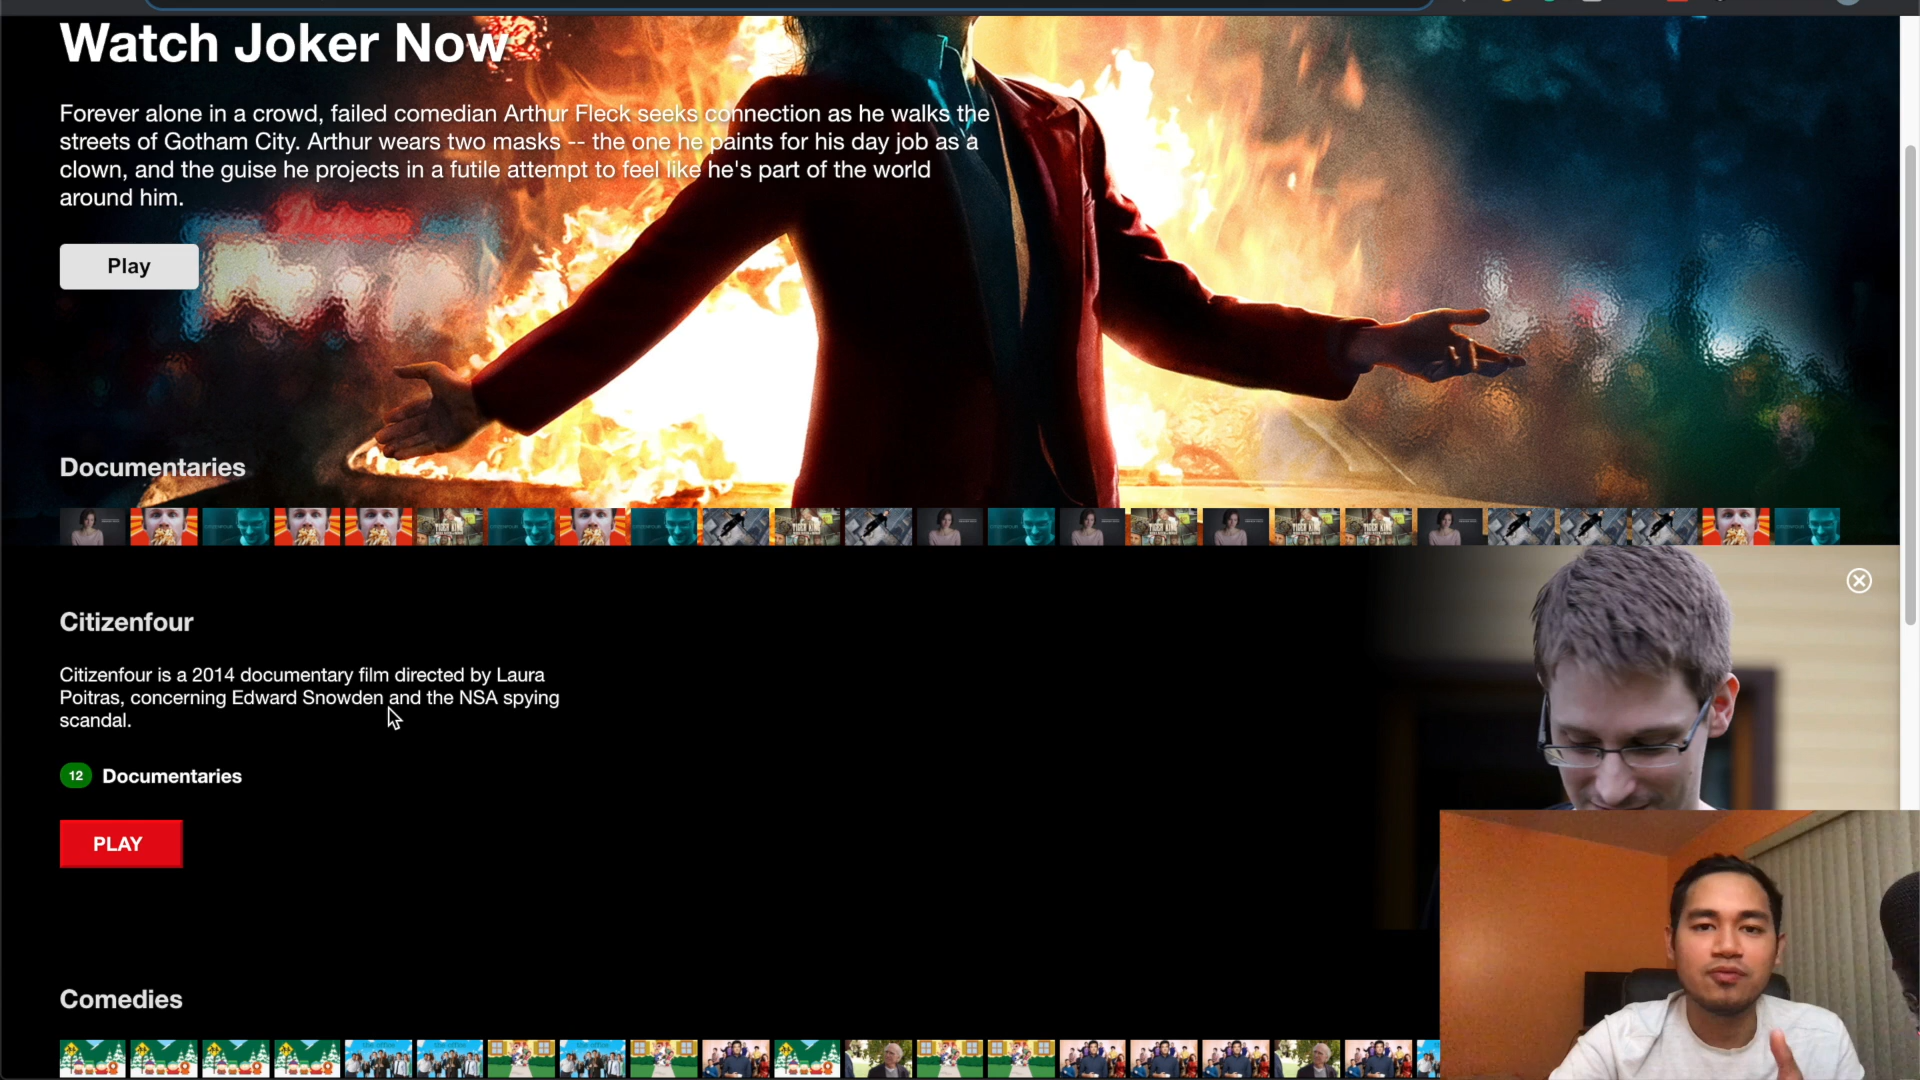 Watch Joker Now
Forever alone in a crowd, failed comedian Arthur Fleck seeks connection as he walks the
streets of Gotham City. Arthur wears two masks -- the one he paints for his day job as a
clown, and the guise he projects in a futile attempt to feel like he's part of the world
around him.
Play
Documentaries
Citizenfour
Citizenfour is a 2014 documentary film directed by Laura
Poitras, concerning Edward Snowden and the NSA spying
scandal.
12 Documentaries
PLAY
Comedies